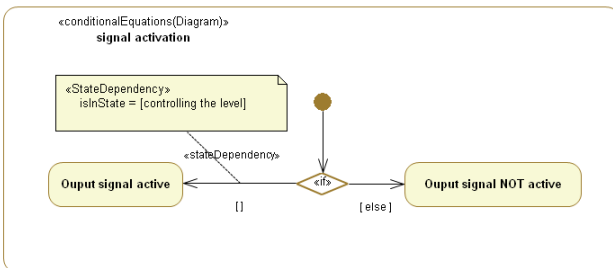 «conditionalEquations(Diagram)»
signal activation
«StateDependency»
isInState = [controlling the level]
«stateDependency»
Ouput signal active
«if»
Ouput signal NOT active
[ ]
[ else ]